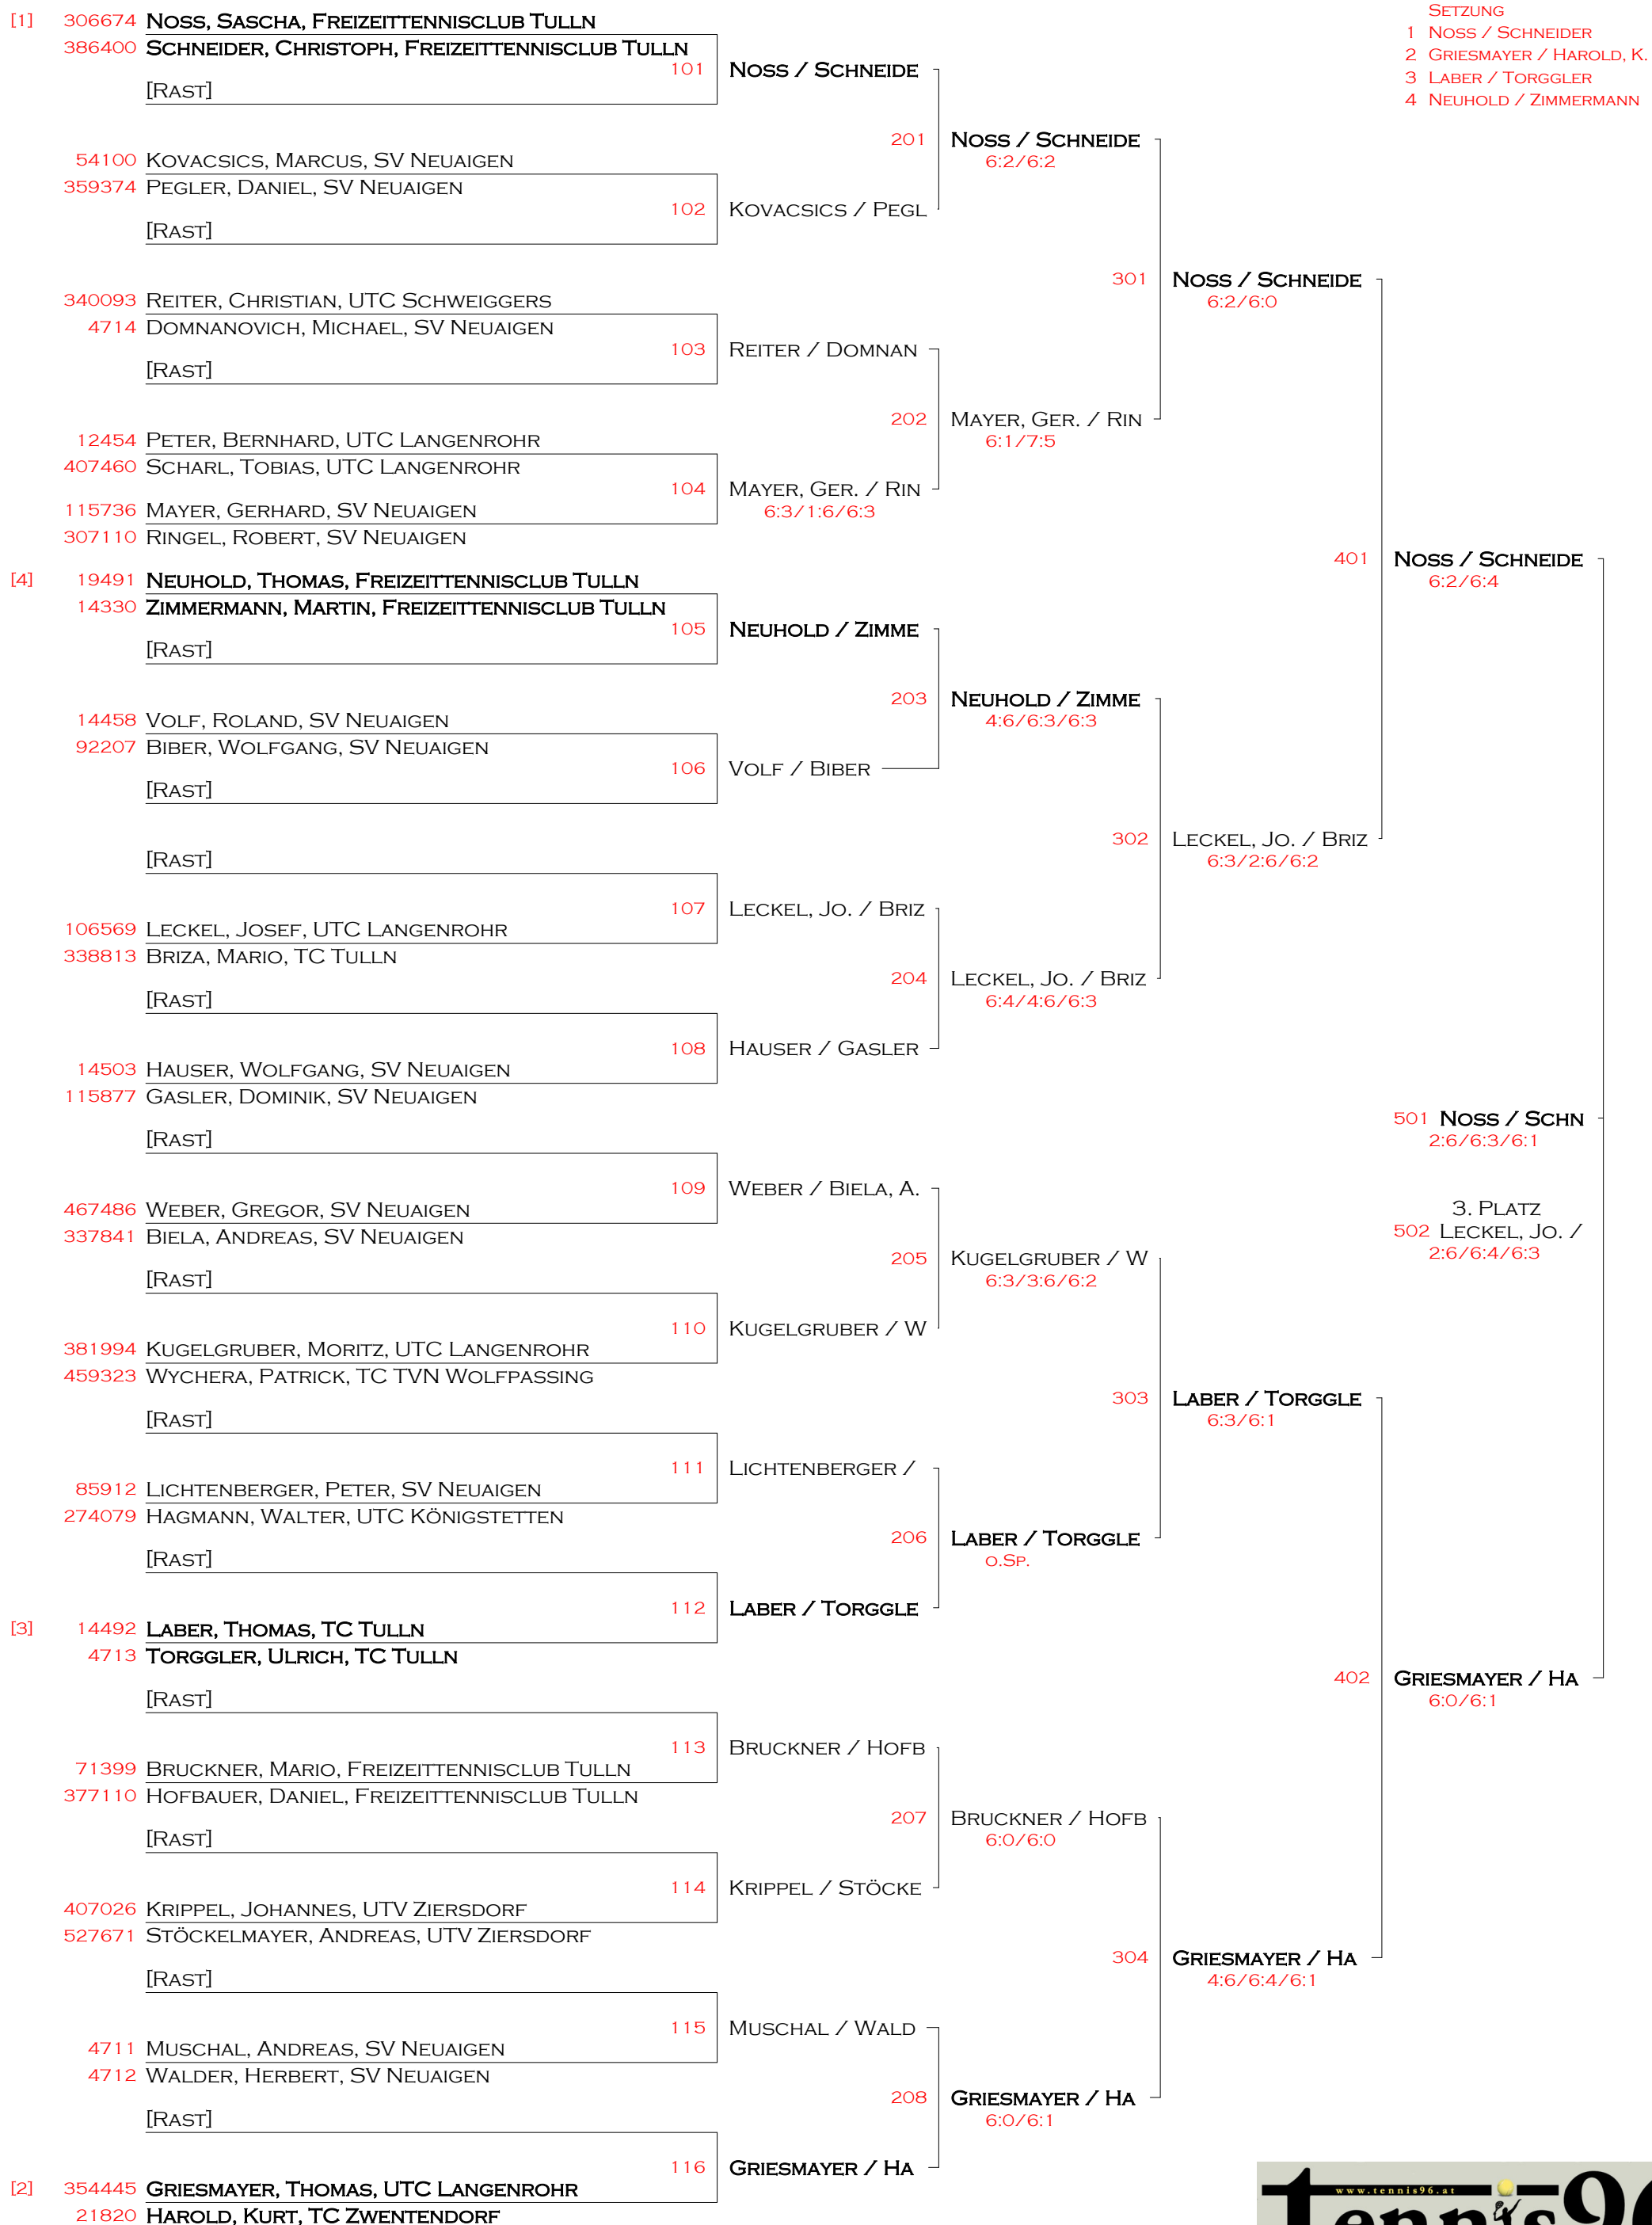 Setzung
1 Noss / Schneider
2 Griesmayer / Harold, K.
3 Laber / Torggler
4 Neuhold / Zimmermann
[1] 306674 Noss, Sascha, Freizeittennisclub Tulln
386400 Schneider, Christoph, Freizeittennisclub Tulln
101 Noss / Schneide
[Rast]
201 Noss / Schneide
6:2/6:2
54100 Kovacsics, Marcus, SV Neuaigen
359374 Pegler, Daniel, SV Neuaigen
102 Kovacsics / Pegl
[Rast]
301 Noss / Schneide
6:2/6:0
340093 Reiter, Christian, UTC Schweiggers
4714 Domnanovich, Michael, SV Neuaigen
103 Reiter / Domnan
[Rast]
202 Mayer, Ger. / Rin
6:1/7:5
12454 Peter, Bernhard, UTC Langenrohr
407460 Scharl, Tobias, UTC Langenrohr
104 Mayer, Ger. / Rin
6:3/1:6/6:3
115736 Mayer, Gerhard, SV Neuaigen
307110 Ringel, Robert, SV Neuaigen
401 Noss / Schneide
6:2/6:4
[4] 19491 Neuhold, Thomas, Freizeittennisclub Tulln
14330 Zimmermann, Martin, Freizeittennisclub Tulln
105 Neuhold / Zimme
[Rast]
203 Neuhold / Zimme
4:6/6:3/6:3
14458 Volf, Roland, SV Neuaigen
92207 Biber, Wolfgang, SV Neuaigen
106 Volf / Biber
[Rast]
302 Leckel, Jo. / Briz
6:3/2:6/6:2
[Rast]
107 Leckel, Jo. / Briz
106569 Leckel, Josef, UTC Langenrohr
338813 Briza, Mario, TC Tulln
204 Leckel, Jo. / Briz
6:4/4:6/6:3
[Rast]
108 Hauser / Gasler
14503 Hauser, Wolfgang, SV Neuaigen
115877 Gasler, Dominik, SV Neuaigen
501 Noss / Schn
2:6/6:3/6:1
[Rast]
109 Weber / Biela, A.
3. Platz
502 Leckel, Jo. /
2:6/6:4/6:3
467486 Weber, Gregor, SV Neuaigen
337841 Biela, Andreas, SV Neuaigen
205 Kugelgruber / W
6:3/3:6/6:2
[Rast]
110 Kugelgruber / W
381994 Kugelgruber, Moritz, UTC Langenrohr
459323 Wychera, Patrick, TC TVN Wolfpassing
303 Laber / Torggle
6:3/6:1
[Rast]
111 Lichtenberger /
85912 Lichtenberger, Peter, SV Neuaigen
274079 Hagmann, Walter, UTC Königstetten
206 Laber / Torggle
o.Sp.
[Rast]
112 Laber / Torggle
[3] 14492 Laber, Thomas, TC Tulln
4713 Torggler, Ulrich, TC Tulln
402 Griesmayer / Ha
6:0/6:1
[Rast]
113 Bruckner / Hofb
71399 Bruckner, Mario, Freizeittennisclub Tulln
377110 Hofbauer, Daniel, Freizeittennisclub Tulln
207 Bruckner / Hofb
6:0/6:0
[Rast]
114 Krippel / Stöcke
407026 Krippel, Johannes, UTV Ziersdorf
527671 Stöckelmayer, Andreas, UTV Ziersdorf
304 Griesmayer / Ha
4:6/6:4/6:1
[Rast]
115 Muschal / Wald
4711 Muschal, Andreas, SV Neuaigen
4712 Walder, Herbert, SV Neuaigen
208 Griesmayer / Ha
6:0/6:1
[Rast]
116 Griesmayer / Ha
[2] 354445 Griesmayer, Thomas, UTC Langenrohr
21820 Harold, Kurt, TC Zwentendorf
www.tennis96.at
tennis96